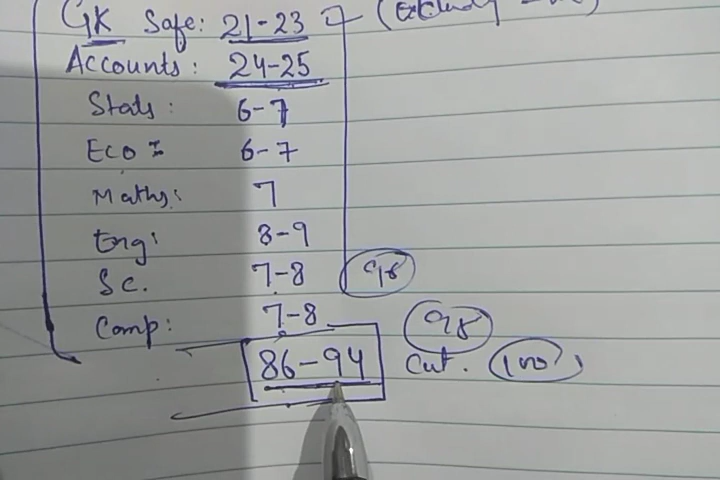 GK Safe: 21-23
Accounts: 24-25
Stats: 6-7
Eco: 6-7
Maths: 7
Eng: 8-9
Sc. 7-8 98
Comp: 7-8 98
86-94 Cut. 100